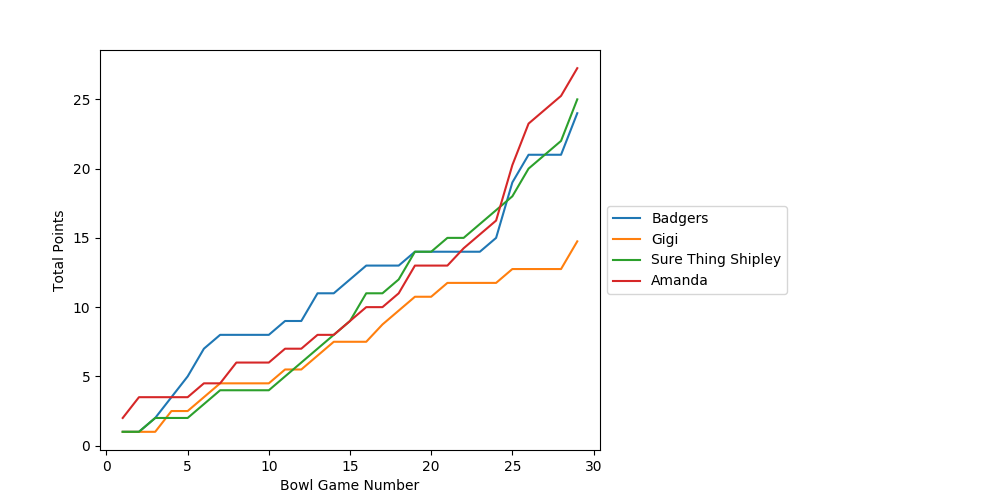 25
20
15
10
5
0
Total Points
0 5 10 15 20 25 30
Bowl Game Number
Badgers
Gigi
Sure Thing Shipley
Amanda